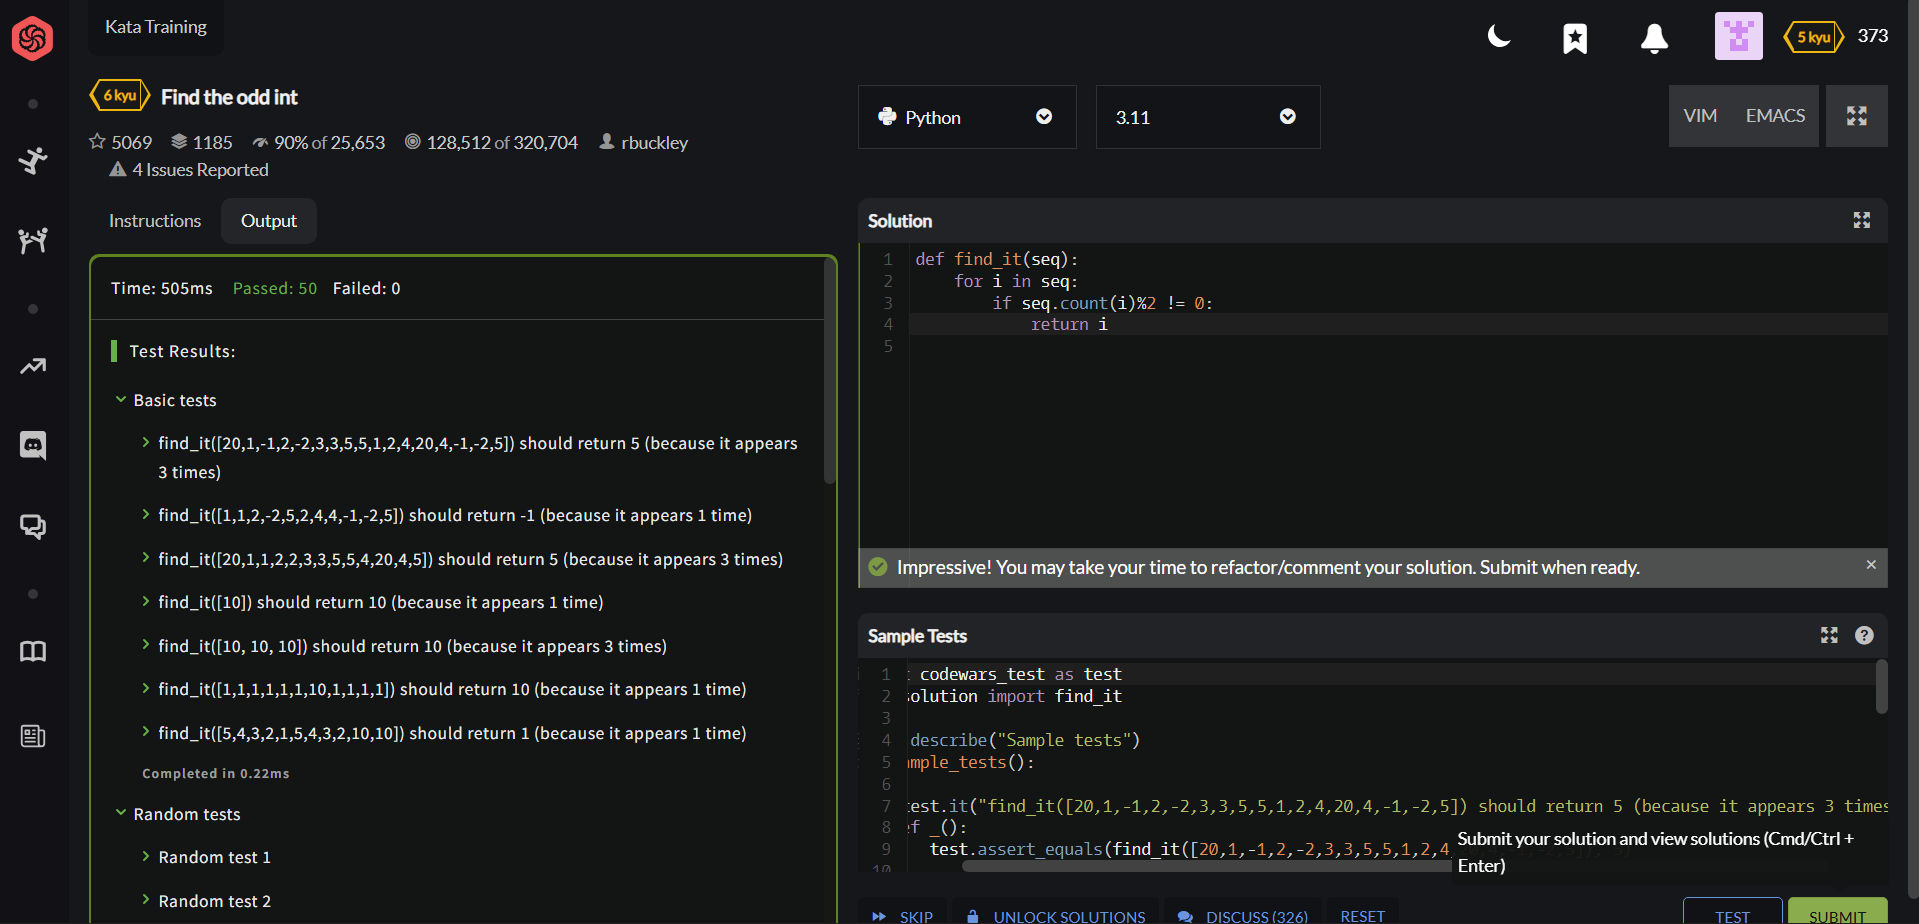 Kata Training
5 kyu
373
6 kyu
Find the odd int
5069 1185 90% of 25,653 128,512 of 320,704 rbuckley
4 Issues Reported
Instructions
Output
Time: 505ms Passed: 50 Failed: 0
Test Results:
Basic tests
find_it([20,1,-1,2,-2,3,3,5,5,1,2,4,20,4,-1,-2,5]) should return 5 (because it appears
3 times)
find_it([1,1,2,-2,5,2,4,4,-1,-2,5]) should return -1 (because it appears 1 time)
find_it([20,1,1,2,2,3,3,5,5,4,20,4,5]) should return 5 (because it appears 3 times)
find_it([10]) should return 10 (because it appears 1 time)
find_it([10, 10, 10]) should return 10 (because it appears 3 times)
find_it([1,1,1,1,1,1,10,1,1,1,1]) should return 10 (because it appears 1 time)
find_it([5,4,3,2,1,5,4,3,2,10,10]) should return 1 (because it appears 1 time)
Completed in 0.22ms
Random tests
Random test 1
Random test 2
Python
3.11
VIM EMACS
Solution
1 def find_it(seq):
2 for i in seq:
3 if seq.count(i)%2 != 0:
4 return i
5
Impressive! You may take your time to refactor/comment your solution. Submit when ready.
Sample Tests
1 codewars_test as test
2 solution import find_it
3
4 describe("Sample tests")
5 mple_tests():
6
7 test.it("find_it([20,1,-1,2,-2,3,3,5,5,1,2,4,20,4,-1,-2,5]) should return 5 (because it appears 3 times
8 ef _():
9 test.assert_equals(find_it([20,1,-1,2,-2,3,3,5,5,1,2,4,
10
Submit your solution and view solutions (Cmd/Ctrl +
Enter)
SKIP
UNLOCK SOLUTIONS
DISCUSS (326)
RESET
TEST
SUBMIT